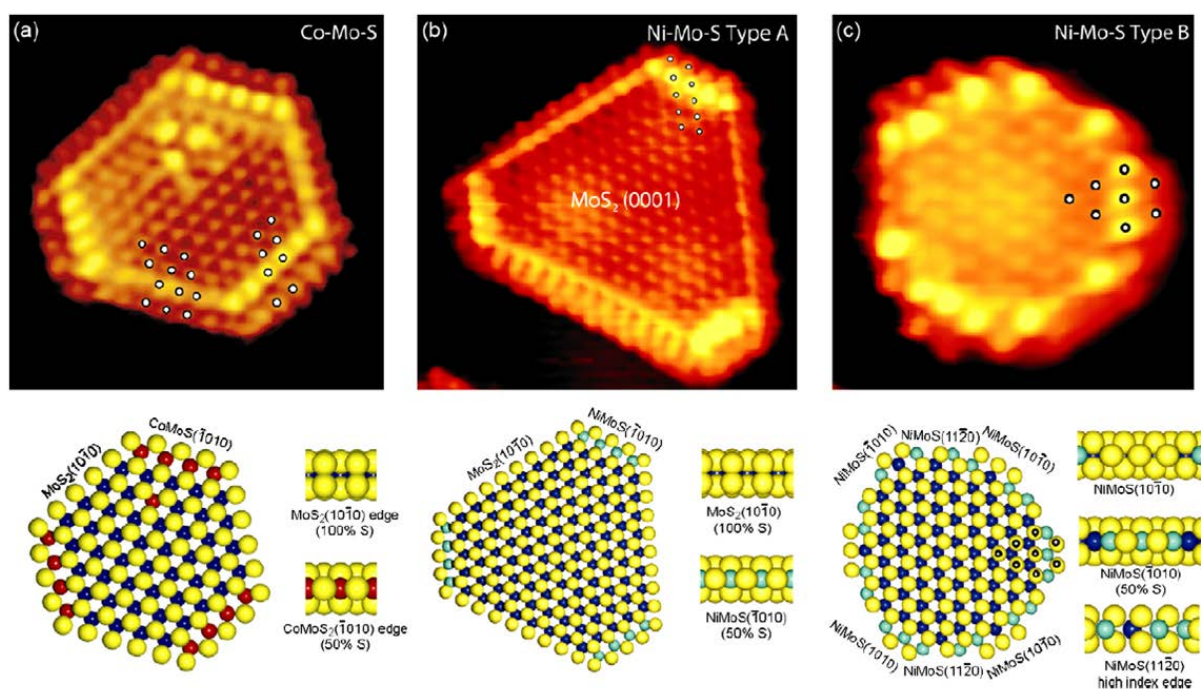 (a) Co-Mo-S
(b) Ni-Mo-S Type A
(c) Ni-Mo-S Type B
MoS₂ (0001)
CoMoS(1̄010)
MoS₂(101̄0)
MoS₂(101̄0) edge
(100% S)
CoMoS₂(1̄010) edge
(50% S)
NiMoS(1̄010)
MoS₂(101̄0)
MoS₂(101̄0)
(100% S)
NiMoS(1̄010)
(50% S)
NiMoS(1̄010)
NiMoS(112̄0)
NiMoS(101̄0)
NiMoS(1010)
NiMoS(112̄0)
NiMoS(101̄0)
NiMoS(101̄0)
NiMoS(1̄010)
(50% S)
NiMoS(112̄0)
high index edge